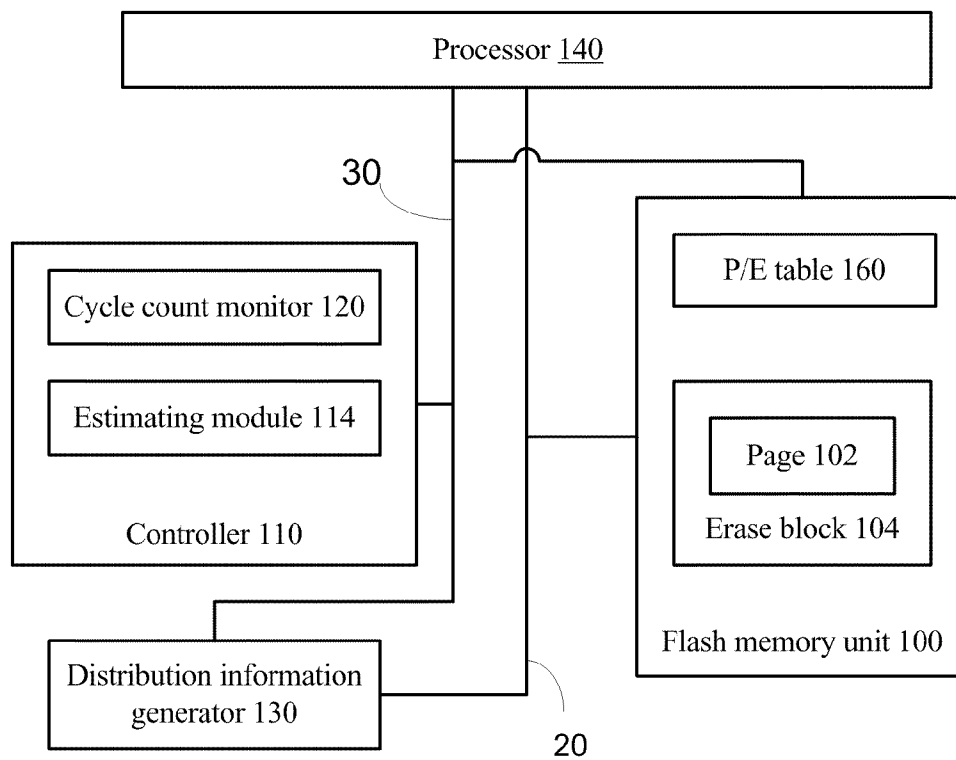 Processor 140
30
P/E table 160
Cycle count monitor 120
Estimating module 114
Page 102
Controller 110
Erase block 104
Flash memory unit 100
Distribution information
generator 130
20